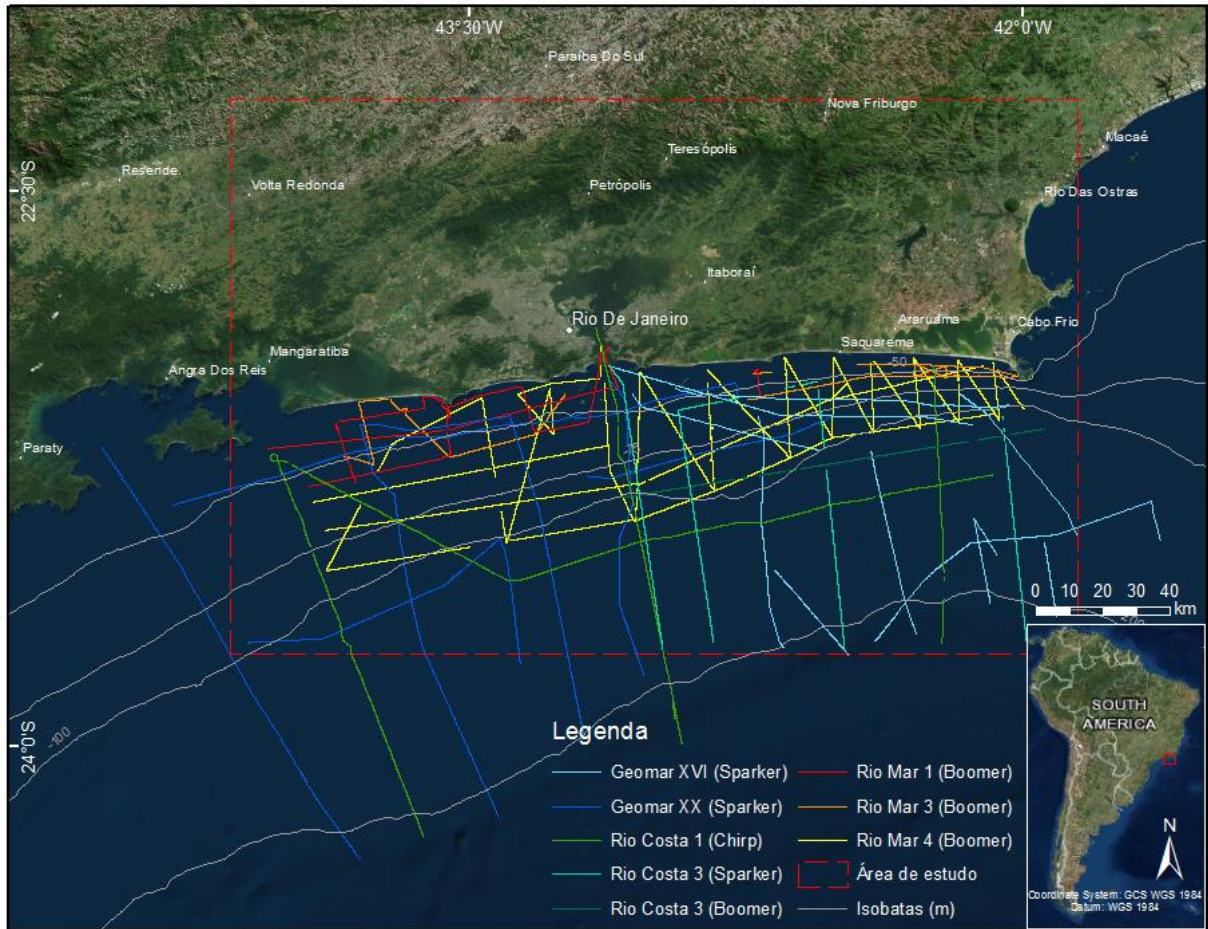 43°30'W
42°0'W
Paraíba Do Sul
Nova Friburgo
Macaé
Teresópolis
Resende
Volta Redonda
Petrópolis
22°30'S
Rio Das Ostras
Itaboraí
Rio De Janeiro
Araruama
Cabo Frio
Saquarema
Mangaratiba
-50
Angra Dos Reis
Paraty
0 10 20 30 40
km
24°0'S
-100
SOUTH
AMERICA
Legenda
Geomar XVI (Sparker)
Geomar XX (Sparker)
Rio Costa 1 (Chirp)
Rio Costa 3 (Sparker)
Rio Costa 3 (Boomer)
Rio Mar 1 (Boomer)
Rio Mar 3 (Boomer)
Rio Mar 4 (Boomer)
Área de estudo
Isobatas (m)
N
Coordinate System: GCS WGS 1984
Datum: WGS 1984